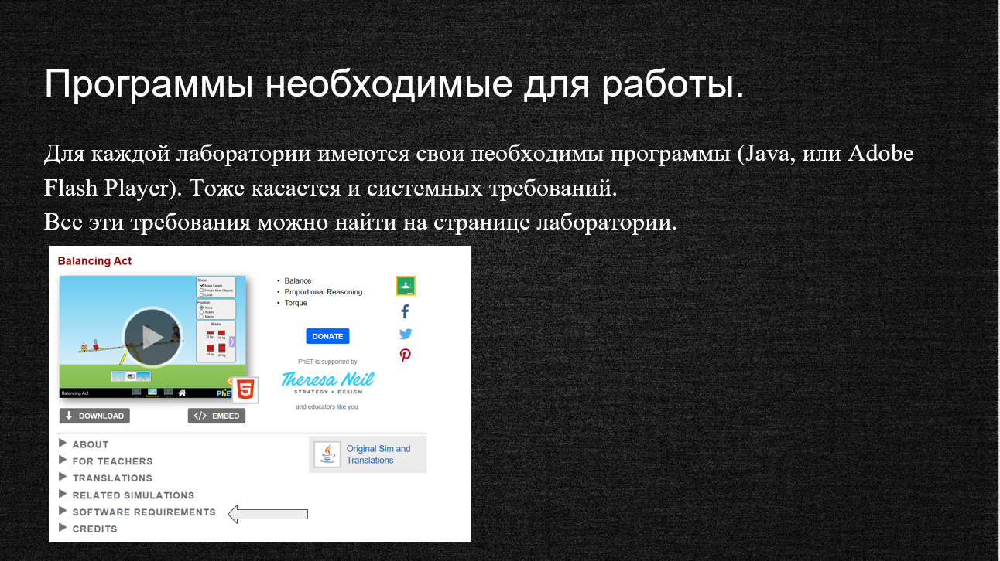 Программы необходимые для работы.
Для каждой лаборатории имеются свои необходимы программы (Java, или Adobe
Flash Player). Тоже касается и системных требований.
Все эти требования можно найти на странице лаборатории.
Balancing Act
Show
Mass Labels
Forces from Objects
Level
Position
None
Rulers
Marks
Bricks
5 kg 10 kg
15 kg 20 kg
Balancing Act
PhET
5
DOWNLOAD
EMBED
• Balance
• Proportional Reasoning
• Torque
DONATE
PhET is supported by
Theresa Neil
STRATEGY + DESIGN
and educators like you.
ABOUT
FOR TEACHERS
TRANSLATIONS
RELATED SIMULATIONS
SOFTWARE REQUIREMENTS
CREDITS
Original Sim and
Translations